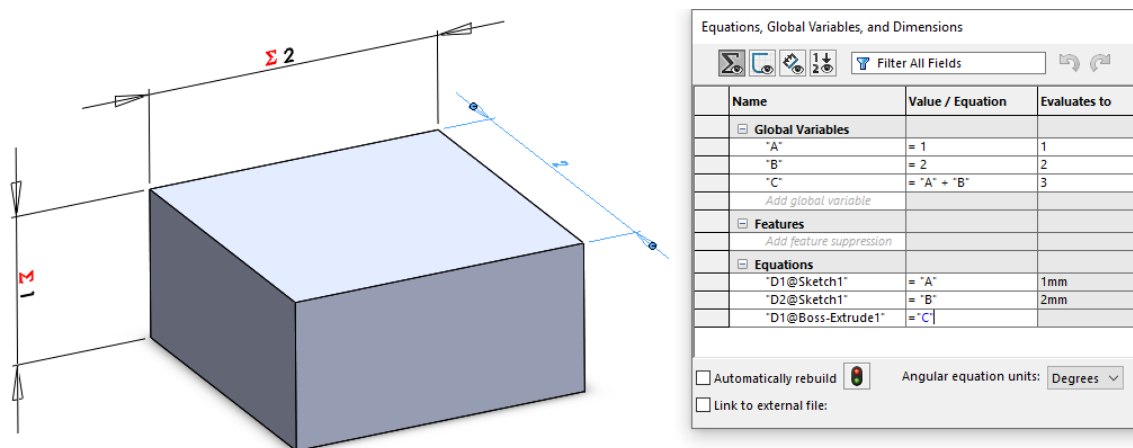 Σ 2
2
1 Σ
Equations, Global Variables, and Dimensions
Filter All Fields
Name Value / Equation Evaluates to
Global Variables
"A" = 1 1
"B" = 2 2
"C" = "A" + "B" 3
Add global variable
Features
Add feature suppression
Equations
"D1@Sketch1" = "A" 1mm
"D2@Sketch1" = "B" 2mm
"D1@Boss-Extrude1" ="C"
Automatically rebuild Angular equation units: Degrees
Link to external file: